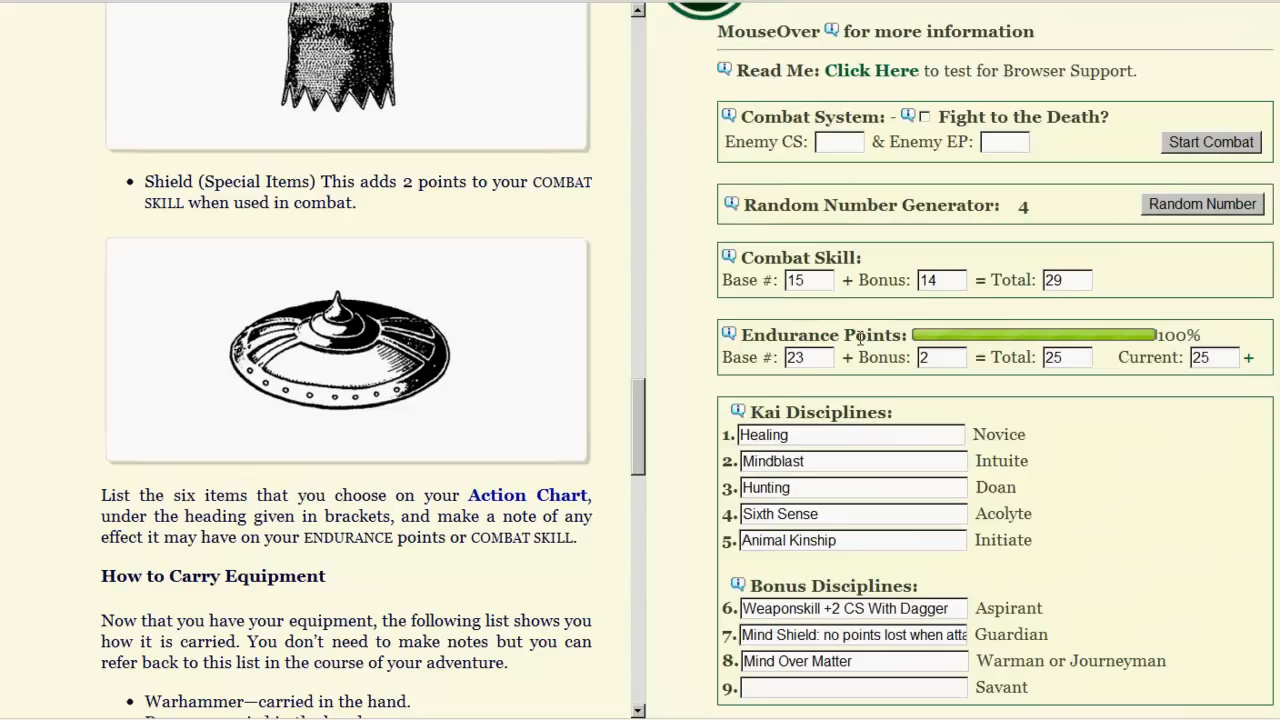 Shield (Special Items) This adds 2 points to your COMBAT
SKILL when used in combat.
List the six items that you choose on your Action Chart,
under the heading given in brackets, and make a note of any
effect it may have on your ENDURANCE points or COMBAT SKILL.
How to Carry Equipment
Now that you have your equipment, the following list shows you
how it is carried. You don't need to make notes but you can
refer back to this list in the course of your adventure.
Warhammer—carried in the hand.
MouseOver for more information
Read Me: Click Here to test for Browser Support.
Combat System: - Fight to the Death?
Enemy CS: & Enemy EP: Start Combat
Random Number Generator: 4 Random Number
Combat Skill:
Base #: 15 + Bonus: 14 = Total: 29
Endurance Points: 100%
Base #: 23 + Bonus: 2 = Total: 25 Current: 25 +
Kai Disciplines:
1. Healing Novice
2. Mindblast Intuite
3. Hunting Doan
4. Sixth Sense Acolyte
5. Animal Kinship Initiate
Bonus Disciplines:
6. Weaponskill +2 CS With Dagger Aspirant
7. Mind Shield: no points lost when atta Guardian
8. Mind Over Matter Warman or Journeyman
9. Savant